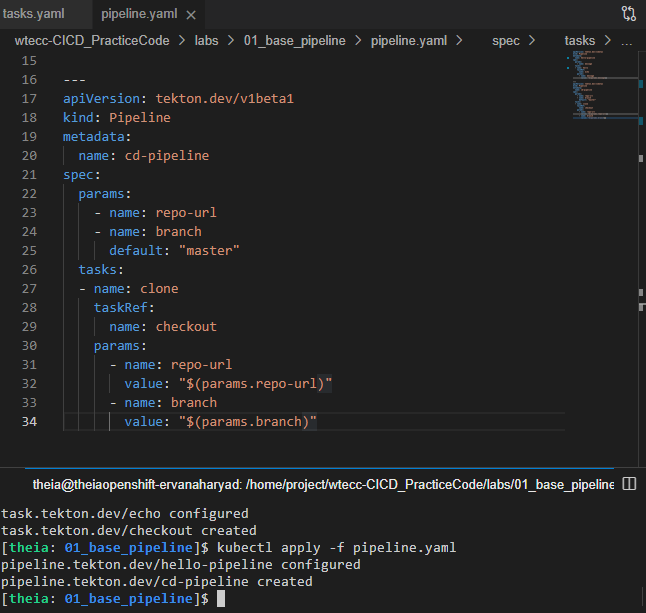 tasks.yaml pipeline.yaml ×
wtecc-CICD_PracticeCode > labs > 01_base_pipeline > pipeline.yaml > spec > tasks > ...
15
16 ---
17 apiVersion: tekton.dev/v1beta1
18 kind: Pipeline
19 metadata:
20   name: cd-pipeline
21 spec:
22   params:
23     - name: repo-url
24     - name: branch
25       default: "master"
26   tasks:
27   - name: clone
28     taskRef:
29       name: checkout
30     params:
31       - name: repo-url
32         value: "$(params.repo-url)"
33       - name: branch
34         value: "$(params.branch)"
theia@theiaopenshift-ervanaharyad: /home/project/wtecc-CICD_PracticeCode/labs/01_base_pipeline
task.tekton.dev/echo configured
task.tekton.dev/checkout created
[theia: 01_base_pipeline]$ kubectl apply -f pipeline.yaml
pipeline.tekton.dev/hello-pipeline configured
pipeline.tekton.dev/cd-pipeline created
[theia: 01_base_pipeline]$